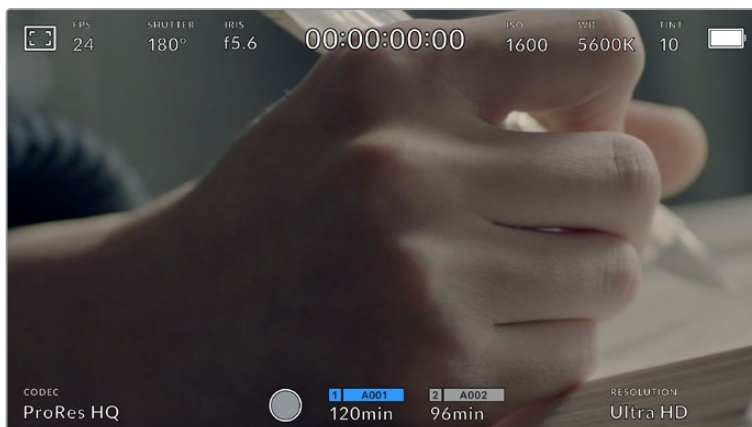 FPS SHUTTER IRIS ISO WB TINT
24 180° f5.6 00:00:00:00 1600 5600K 10
CODEC 1 A001 2 A002 RESOLUTION
ProRes HQ 120min 96min Ultra HD